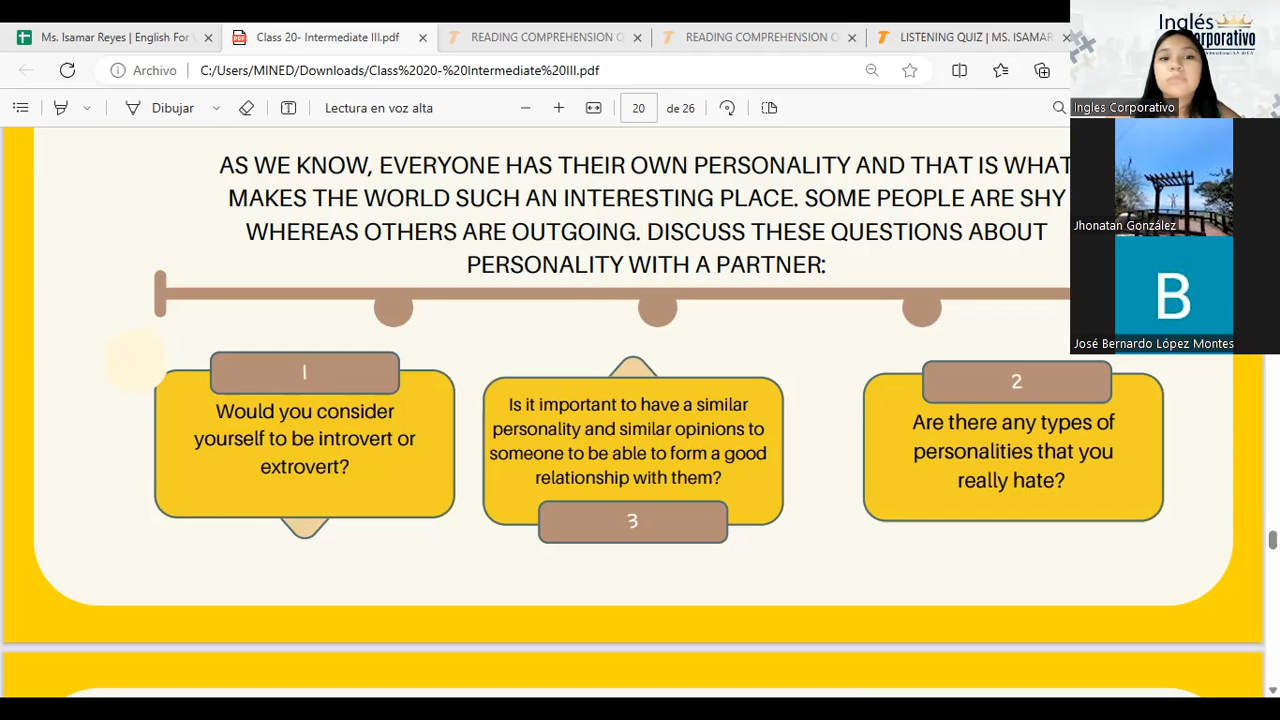 Ms. Isamar Reyes | English For
Class 20- Intermediate III.pdf
READING COMPREHENSION Q
READING COMPREHENSION Q
LISTENING QUIZ | MS. ISAMAR
Archivo
C:/Users/MINED/Downloads/Class%2020-%20Intermediate%20III.pdf
Dibujar
Lectura en voz alta
20
de 26
Inglés
Corporativo
Ingles Corporativo
Jhonatan González
B
José Bernardo López Montes
AS WE KNOW, EVERYONE HAS THEIR OWN PERSONALITY AND THAT IS WHAT
MAKES THE WORLD SUCH AN INTERESTING PLACE. SOME PEOPLE ARE SHY
WHEREAS OTHERS ARE OUTGOING. DISCUSS THESE QUESTIONS ABOUT
PERSONALITY WITH A PARTNER:
1
Would you consider
yourself to be introvert or
extrovert?
Is it important to have a similar
personality and similar opinions to
someone to be able to form a good
relationship with them?
3
2
Are there any types of
personalities that you
really hate?